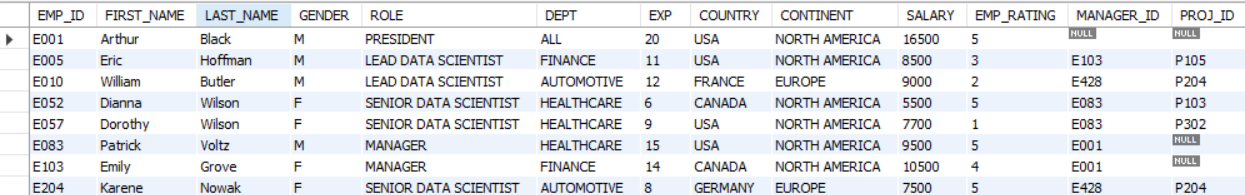 EMP_ID FIRST_NAME LAST_NAME GENDER ROLE DEPT EXP COUNTRY CONTINENT SALARY EMP_RATING MANAGER_ID PROJ_ID
E001 Arthur Black M PRESIDENT ALL 20 USA NORTH AMERICA 16500 5 NULL NULL
E005 Eric Hoffman M LEAD DATA SCIENTIST FINANCE 11 USA NORTH AMERICA 8500 3 E103 P105
E010 William Butler M LEAD DATA SCIENTIST AUTOMOTIVE 12 FRANCE EUROPE 9000 2 E428 P204
E052 Dianna Wilson F SENIOR DATA SCIENTIST HEALTHCARE 6 CANADA NORTH AMERICA 5500 5 E083 P103
E057 Dorothy Wilson F SENIOR DATA SCIENTIST HEALTHCARE 9 USA NORTH AMERICA 7700 1 E083 P302
E083 Patrick Voltz M MANAGER HEALTHCARE 15 USA NORTH AMERICA 9500 5 E001 NULL
E103 Emily Grove F MANAGER FINANCE 14 CANADA NORTH AMERICA 10500 4 E001 NULL
E204 Karene Nowak F SENIOR DATA SCIENTIST AUTOMOTIVE 8 GERMANY EUROPE 7500 5 E428 P204